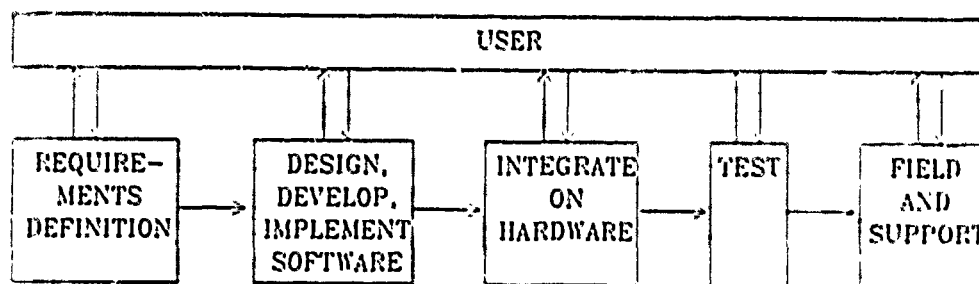 USER
REQUIRE-
MENTS
DEFINITION
DESIGN,
DEVELOP,
IMPLEMENT
SOFTWARE
INTEGRATE
ON
HARDWARE
TEST
FIELD
AND
SUPPORT